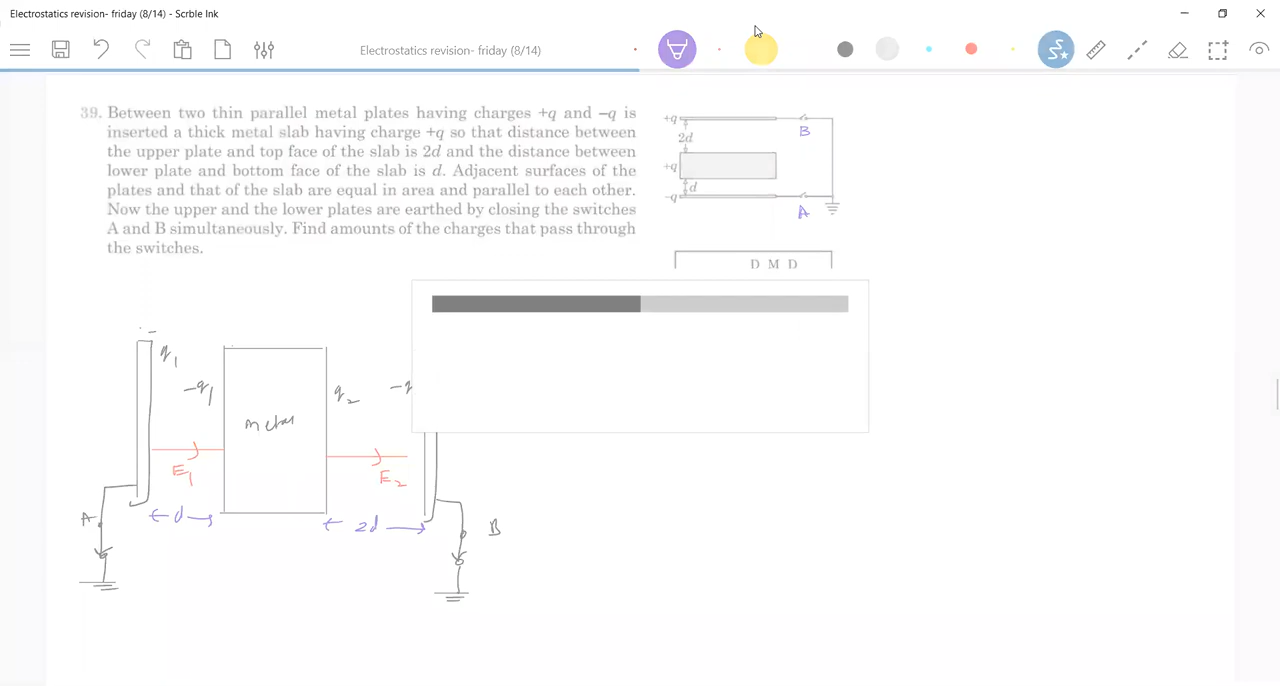 Electrostatics revision- friday (8/14) - Scrble Ink
Electrostatics revision- friday (8/14)
39. Between two thin parallel metal plates having charges +q and –q is
inserted a thick metal slab having charge +q so that distance between
the upper plate and top face of the slab is 2d and the distance between
lower plate and bottom face of the slab is d. Adjacent surfaces of the
plates and that of the slab are equal in area and parallel to each other.
Now the upper and the lower plates are earthed by closing the switches
A and B simultaneously. Find amounts of the charges that pass through
the switches.
+q
B
2d
+q
d
-q
A
D M D
q1
-q1
metal
q2
-q
E1
E2
A
d
2d
B